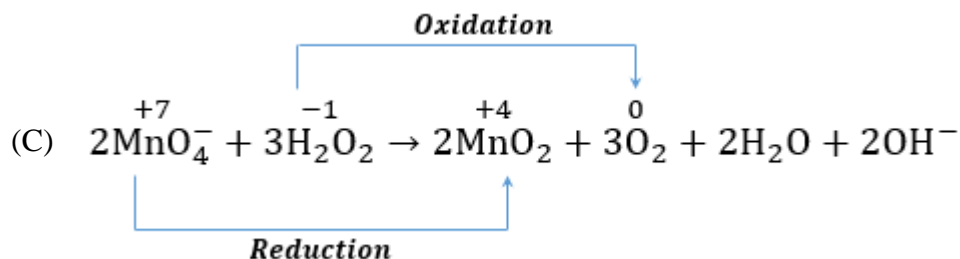 Oxidation
+7 −1 +4 0
(C) 2MnO₄⁻ + 3H₂O₂ → 2MnO₂ + 3O₂ + 2H₂O + 2OH⁻
Reduction